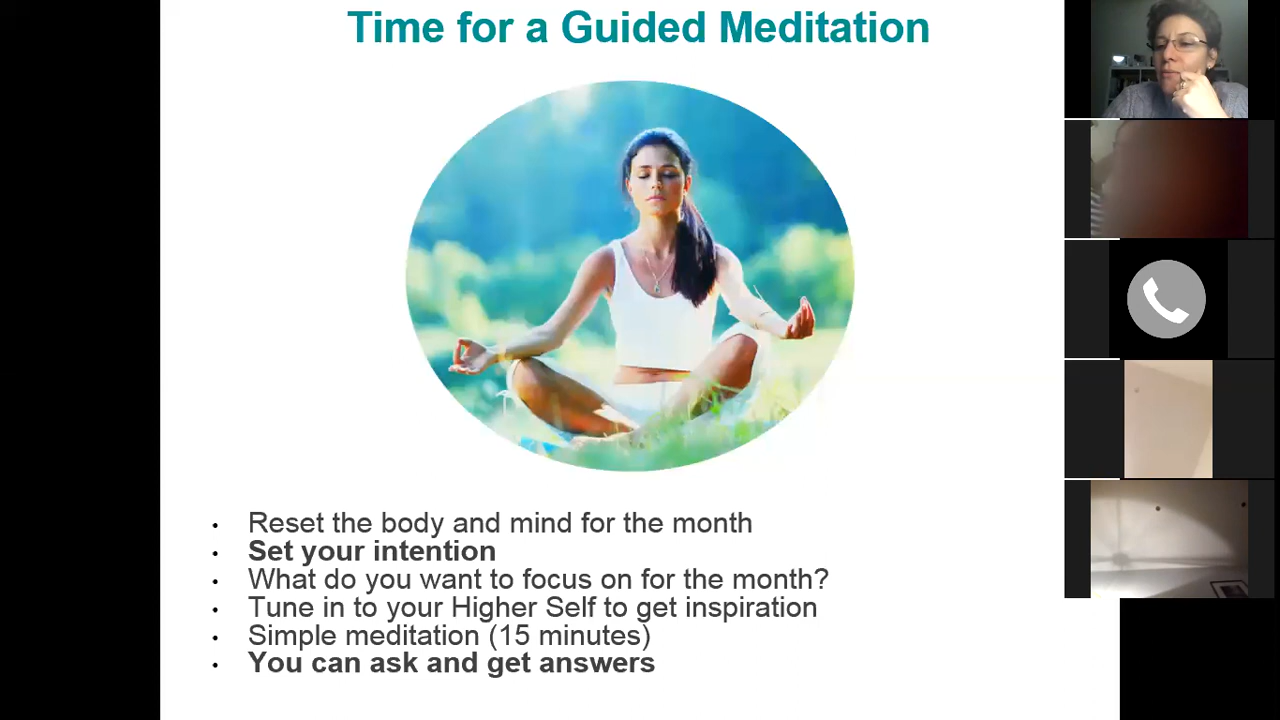 Time for a Guided Meditation
• Reset the body and mind for the month
• Set your intention
• What do you want to focus on for the month?
• Tune in to your Higher Self to get inspiration
• Simple meditation (15 minutes)
• You can ask and get answers